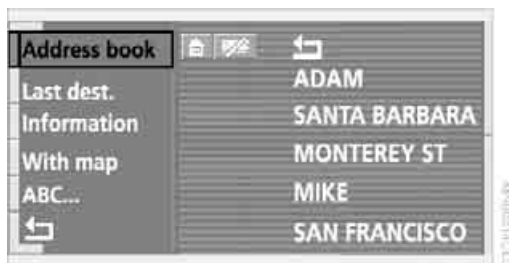 Address book
Last dest.
Information
With map
ABC...
ADAM
SANTA BARBARA
MONTEREY ST
MIKE
SAN FRANCISCO